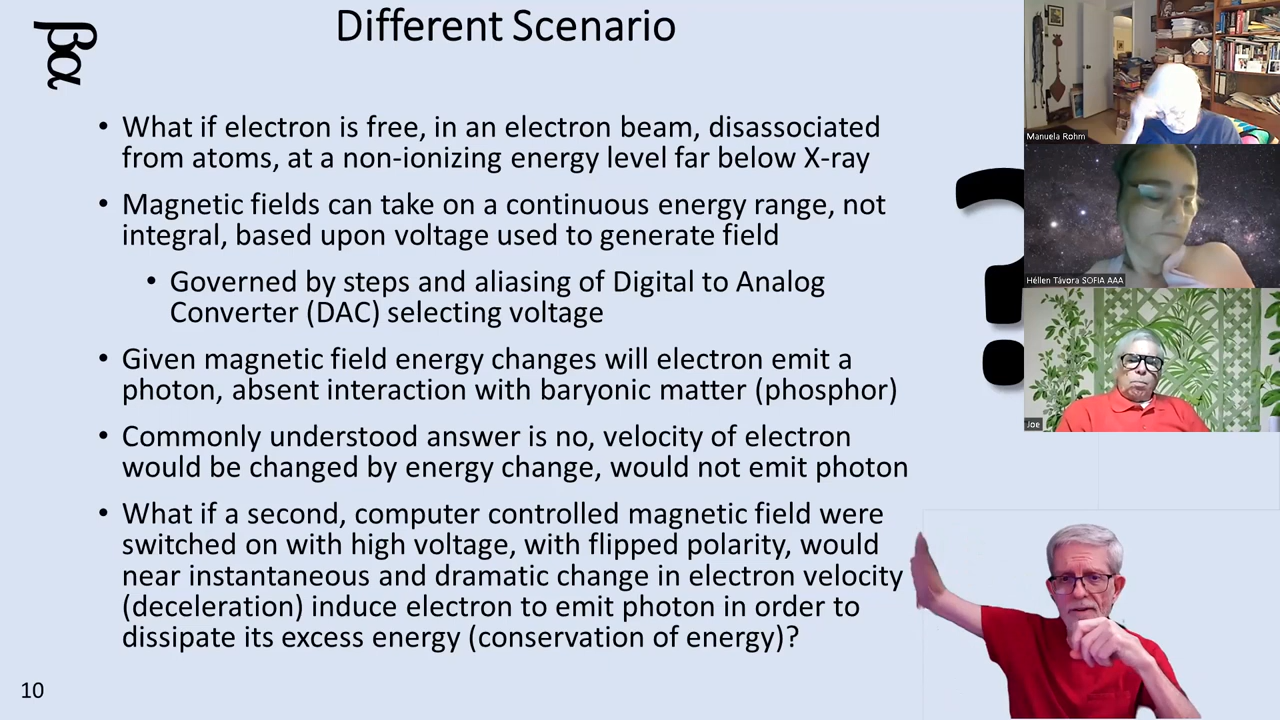 βα
Different Scenario
• What if electron is free, in an electron beam, disassociated
from atoms, at a non-ionizing energy level far below X-ray
• Magnetic fields can take on a continuous energy range, not
integral, based upon voltage used to generate field
• Governed by steps and aliasing of Digital to Analog
Converter (DAC) selecting voltage
• Given magnetic field energy changes will electron emit a
photon, absent interaction with baryonic matter (phosphor)
• Commonly understood answer is no, velocity of electron
would be changed by energy change, would not emit photon
• What if a second, computer controlled magnetic field were
switched on with high voltage, with flipped polarity, would
near instantaneous and dramatic change in electron velocity
(deceleration) induce electron to emit photon in order to
dissipate its excess energy (conservation of energy)?
10
?
Manuela Rohm
Héllen Távora SOFIA AAA
Joe